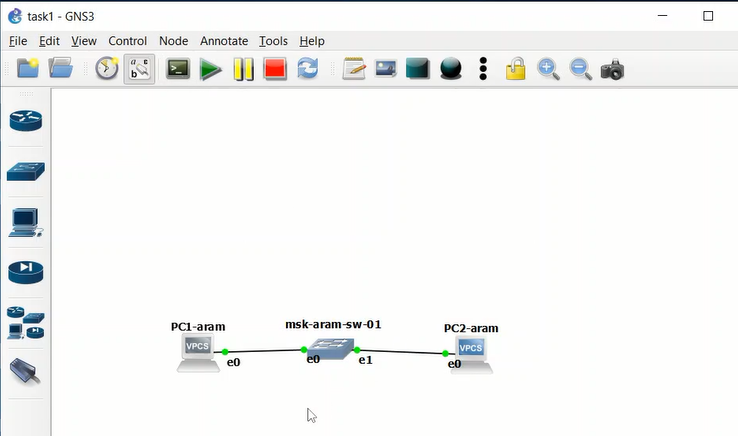 task1 - GNS3
File Edit View Control Node Annotate Tools Help
PC1-aram
msk-aram-sw-01
PC2-aram
VPCS
VPCS
e0
e0
e1
e0